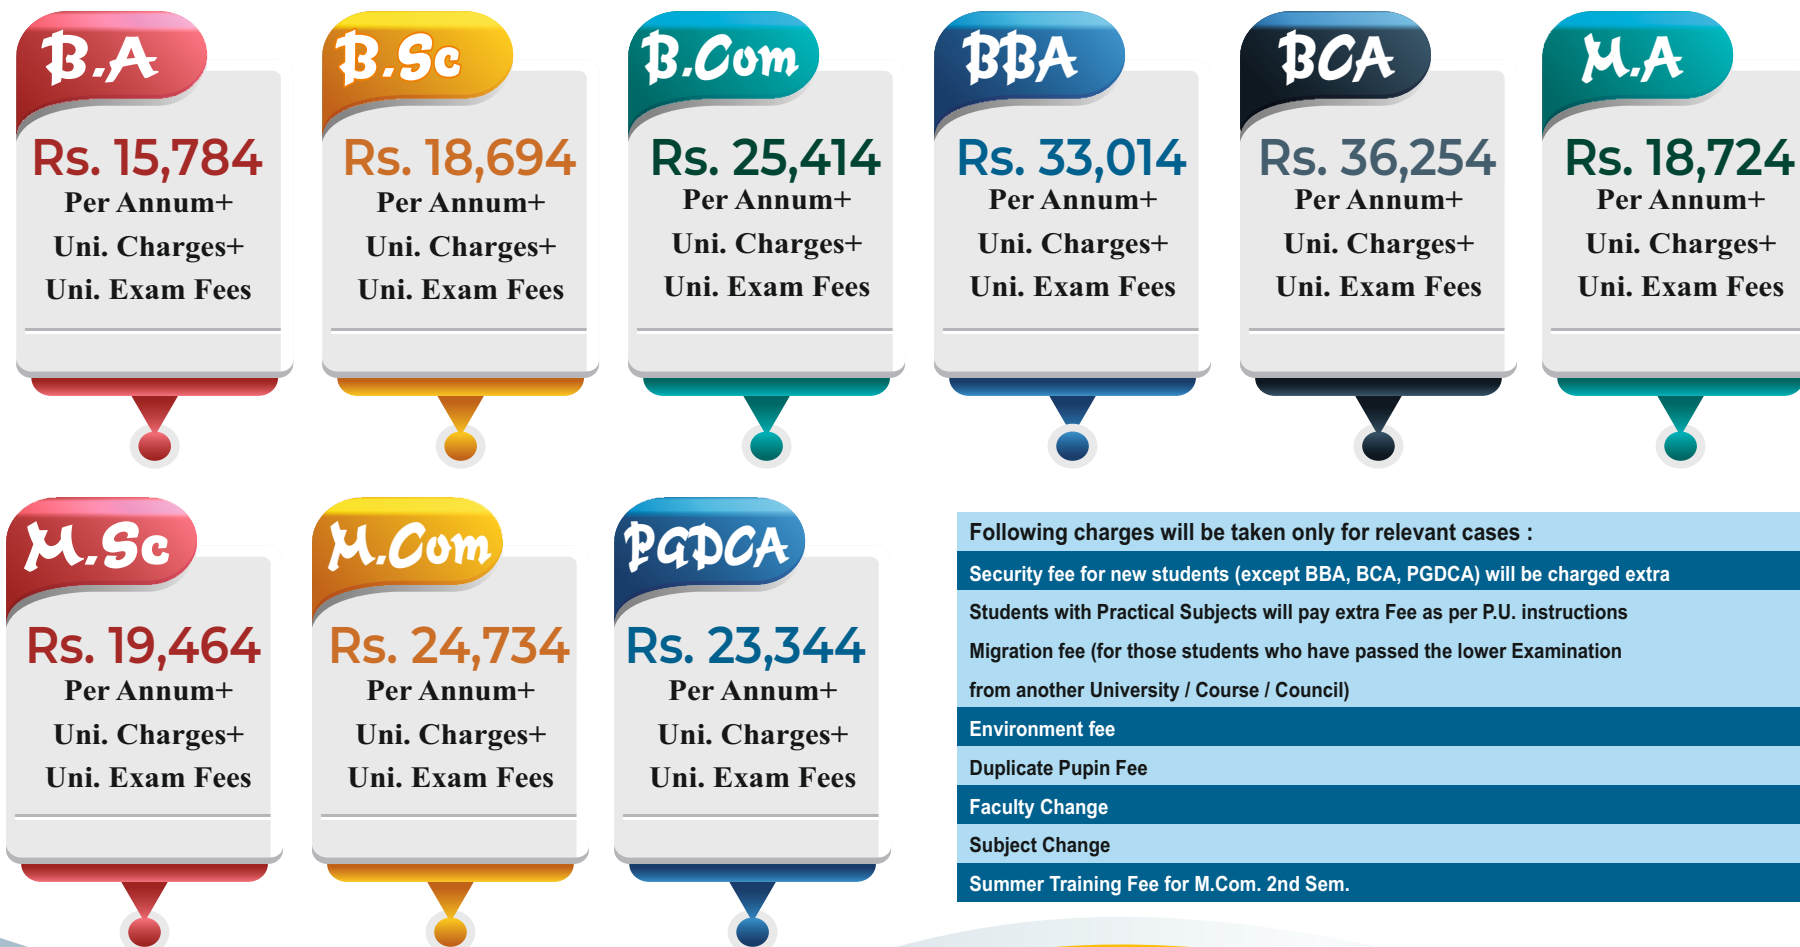 B.A
Rs. 15,784
Per Annum+
Uni. Charges+
Uni. Exam Fees
B.Sc
Rs. 18,694
Per Annum+
Uni. Charges+
Uni. Exam Fees
B.Com
Rs. 25,414
Per Annum+
Uni. Charges+
Uni. Exam Fees
BBA
Rs. 33,014
Per Annum+
Uni. Charges+
Uni. Exam Fees
BCA
Rs. 36,254
Per Annum+
Uni. Charges+
Uni. Exam Fees
M.A
Rs. 18,724
Per Annum+
Uni. Charges+
Uni. Exam Fees
M.Sc
Rs. 19,464
Per Annum+
Uni. Charges+
Uni. Exam Fees
M.Com
Rs. 24,734
Per Annum+
Uni. Charges+
Uni. Exam Fees
PGDCA
Rs. 23,344
Per Annum+
Uni. Charges+
Uni. Exam Fees
Following charges will be taken only for relevant cases :
Security fee for new students (except BBA, BCA, PGDCA) will be charged extra
Students with Practical Subjects will pay extra Fee as per P.U. instructions
Migration fee (for those students who have passed the lower Examination
from another University / Course / Council)
Environment fee
Duplicate Pupin Fee
Faculty Change
Subject Change
Summer Training Fee for M.Com. 2nd Sem.